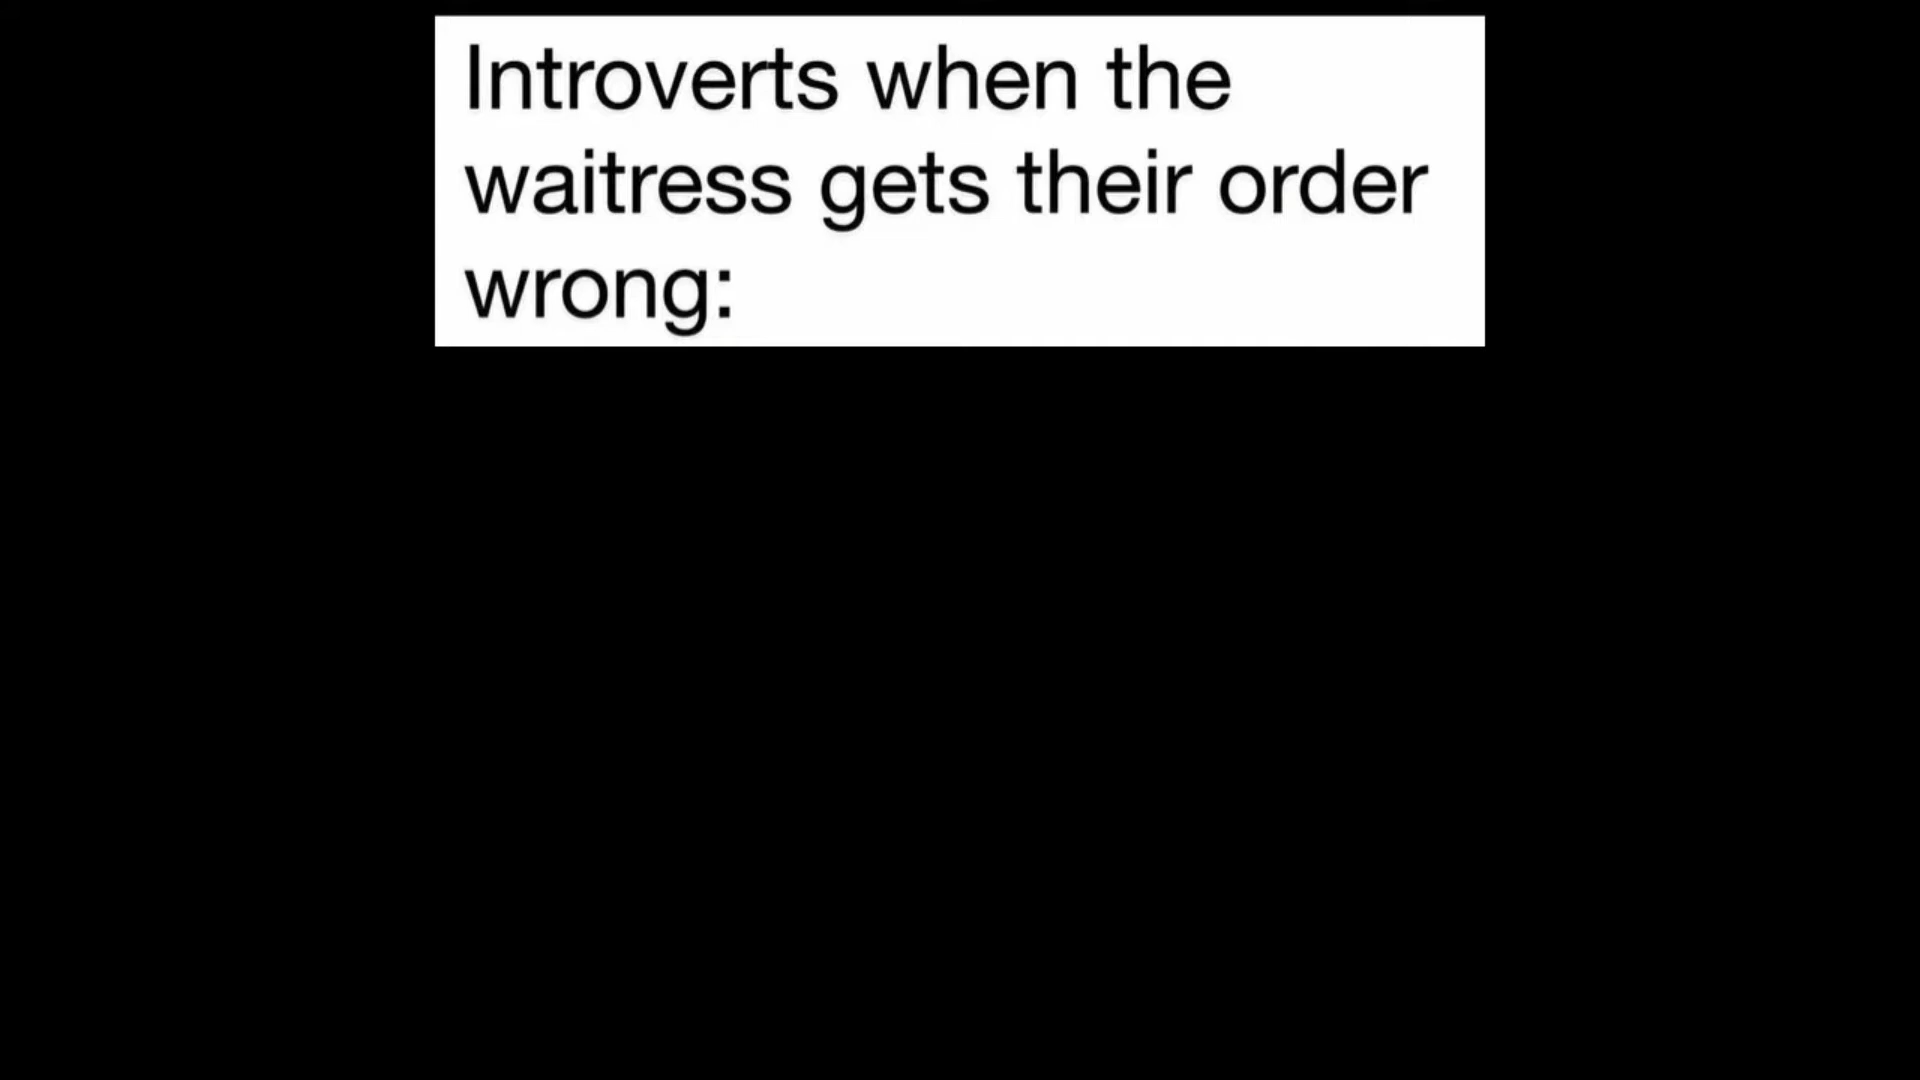 Introverts when the
waitress gets their order
wrong: